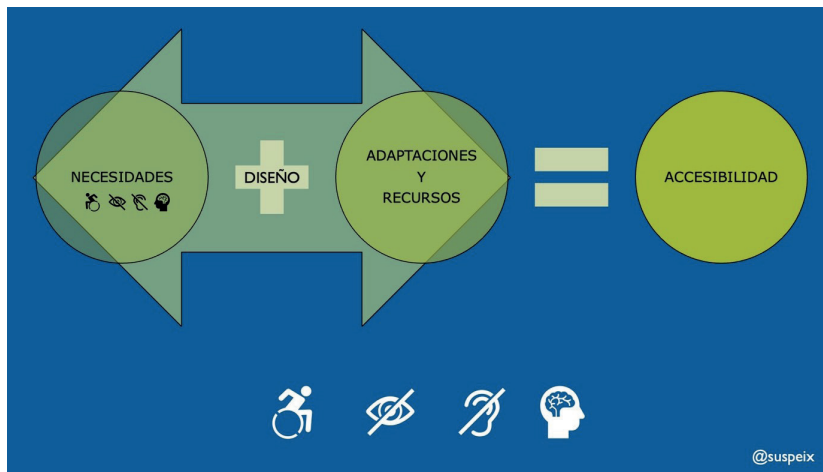 NECESIDADES
DISEÑO
ADAPTACIONES
Y
RECURSOS
ACCESIBILIDAD
@suspeix